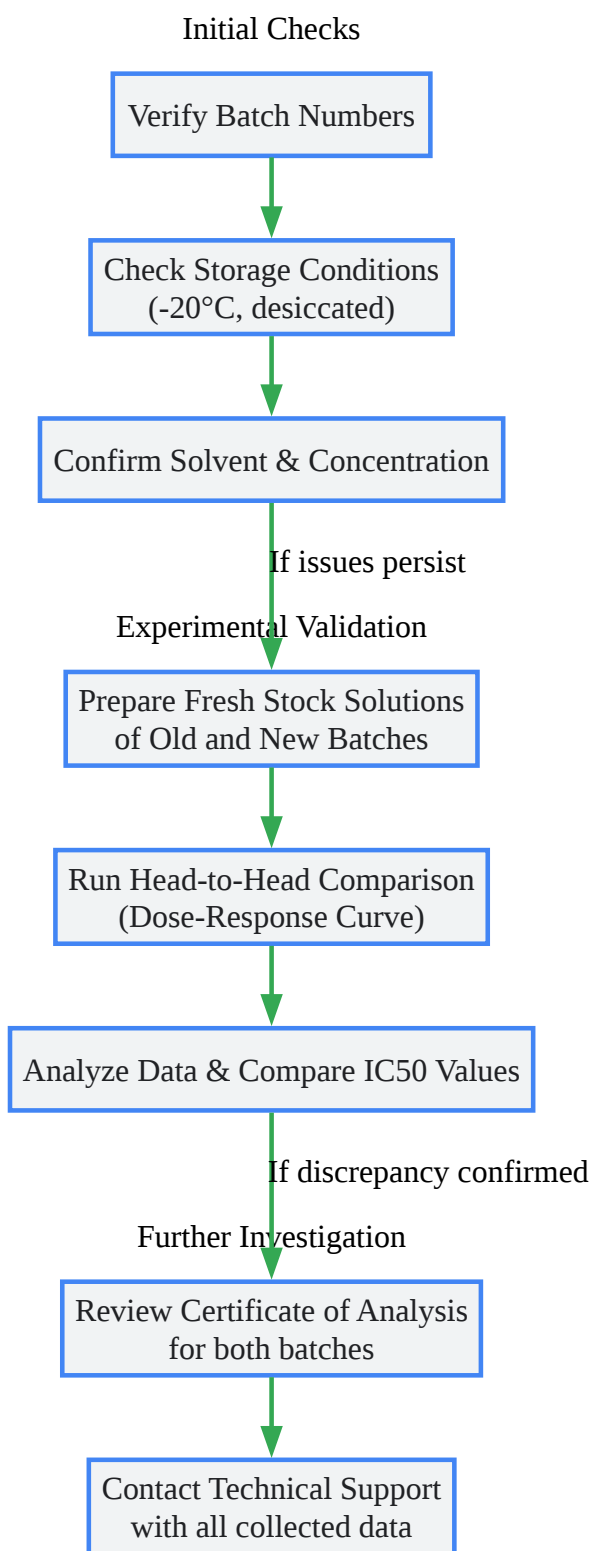 Initial Checks
Verify Batch Numbers
Check Storage Conditions
(-20°C, desiccated)
Confirm Solvent & Concentration
If issues persist
Experimental Validation
Prepare Fresh Stock Solutions
of Old and New Batches
Run Head-to-Head Comparison
(Dose-Response Curve)
Analyze Data & Compare IC50 Values
If discrepancy confirmed
Further Investigation
Review Certificate of Analysis
for both batches
Contact Technical Support
with all collected data